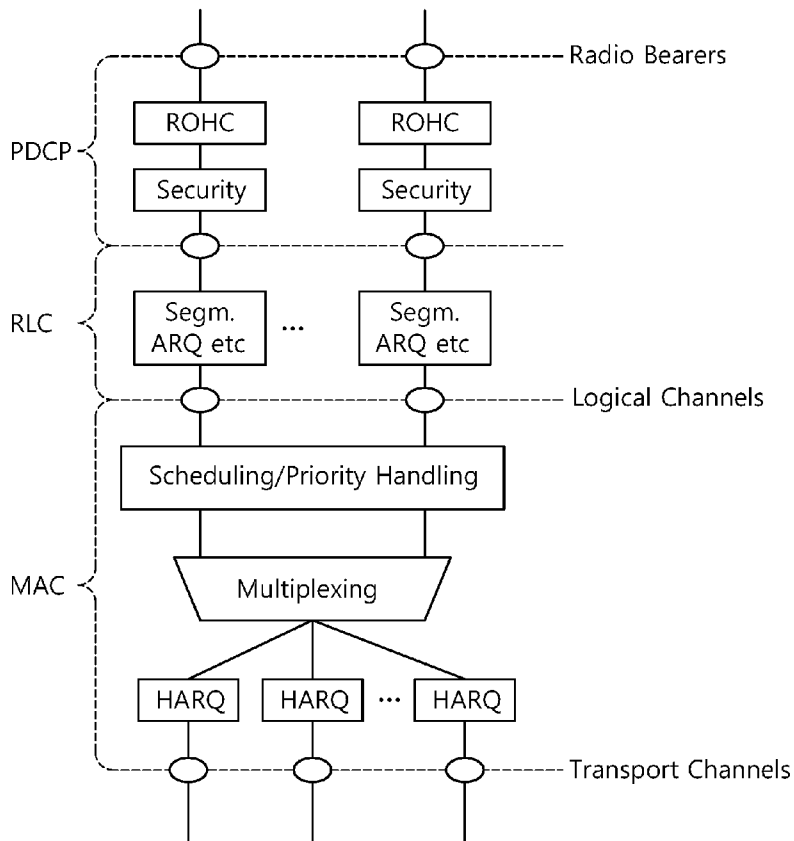 Radio Bearers
ROHC
ROHC
PDCP
Security
Security
RLC
Segm.
ARQ etc
...
Segm.
ARQ etc
Logical Channels
Scheduling/Priority Handling
MAC
Multiplexing
HARQ
HARQ
...
HARQ
Transport Channels